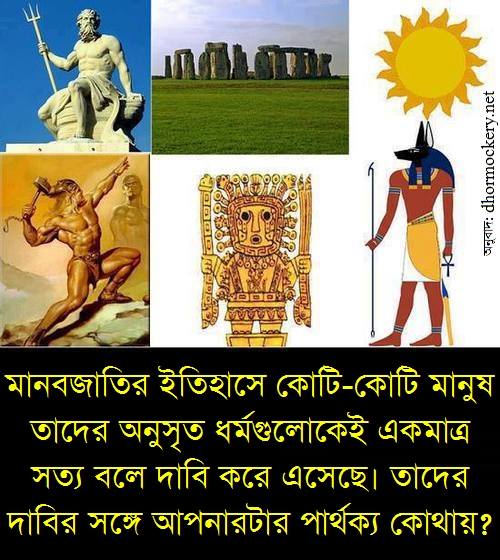 অনুবাদ: dhormockery.net
মানবজাতির ইতিহাসে কোটি-কোটি মানুষ
তাদের অনুসৃত ধর্মগুলোকেই একমাত্র
সত্য বলে দাবি করে এসেছে। তাদের
দাবির সঙ্গে আপনারটার পার্থক্য কোথায়?